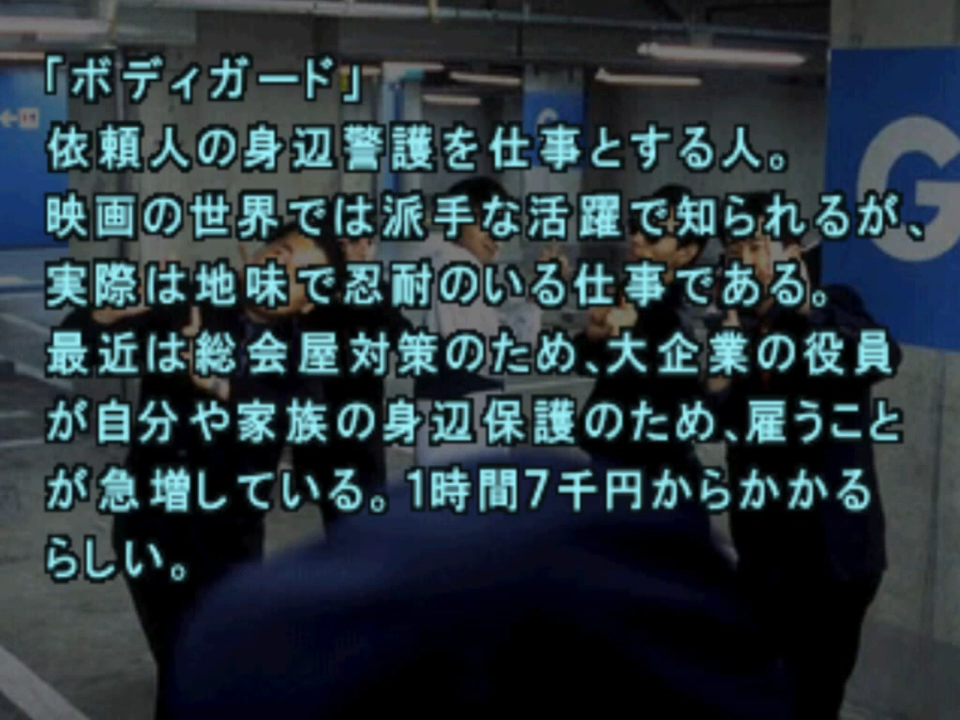 「ボディガード」
依頼人の身辺警護を仕事とする人。
映画の世界では派手な活躍で知られるが、
実際は地味で忍耐のいる仕事である。
最近は総会屋対策のため、大企業の役員
が自分や家族の身辺保護のため、雇うこと
が急増している。1時間7千円からかかる
らしい。
G
G